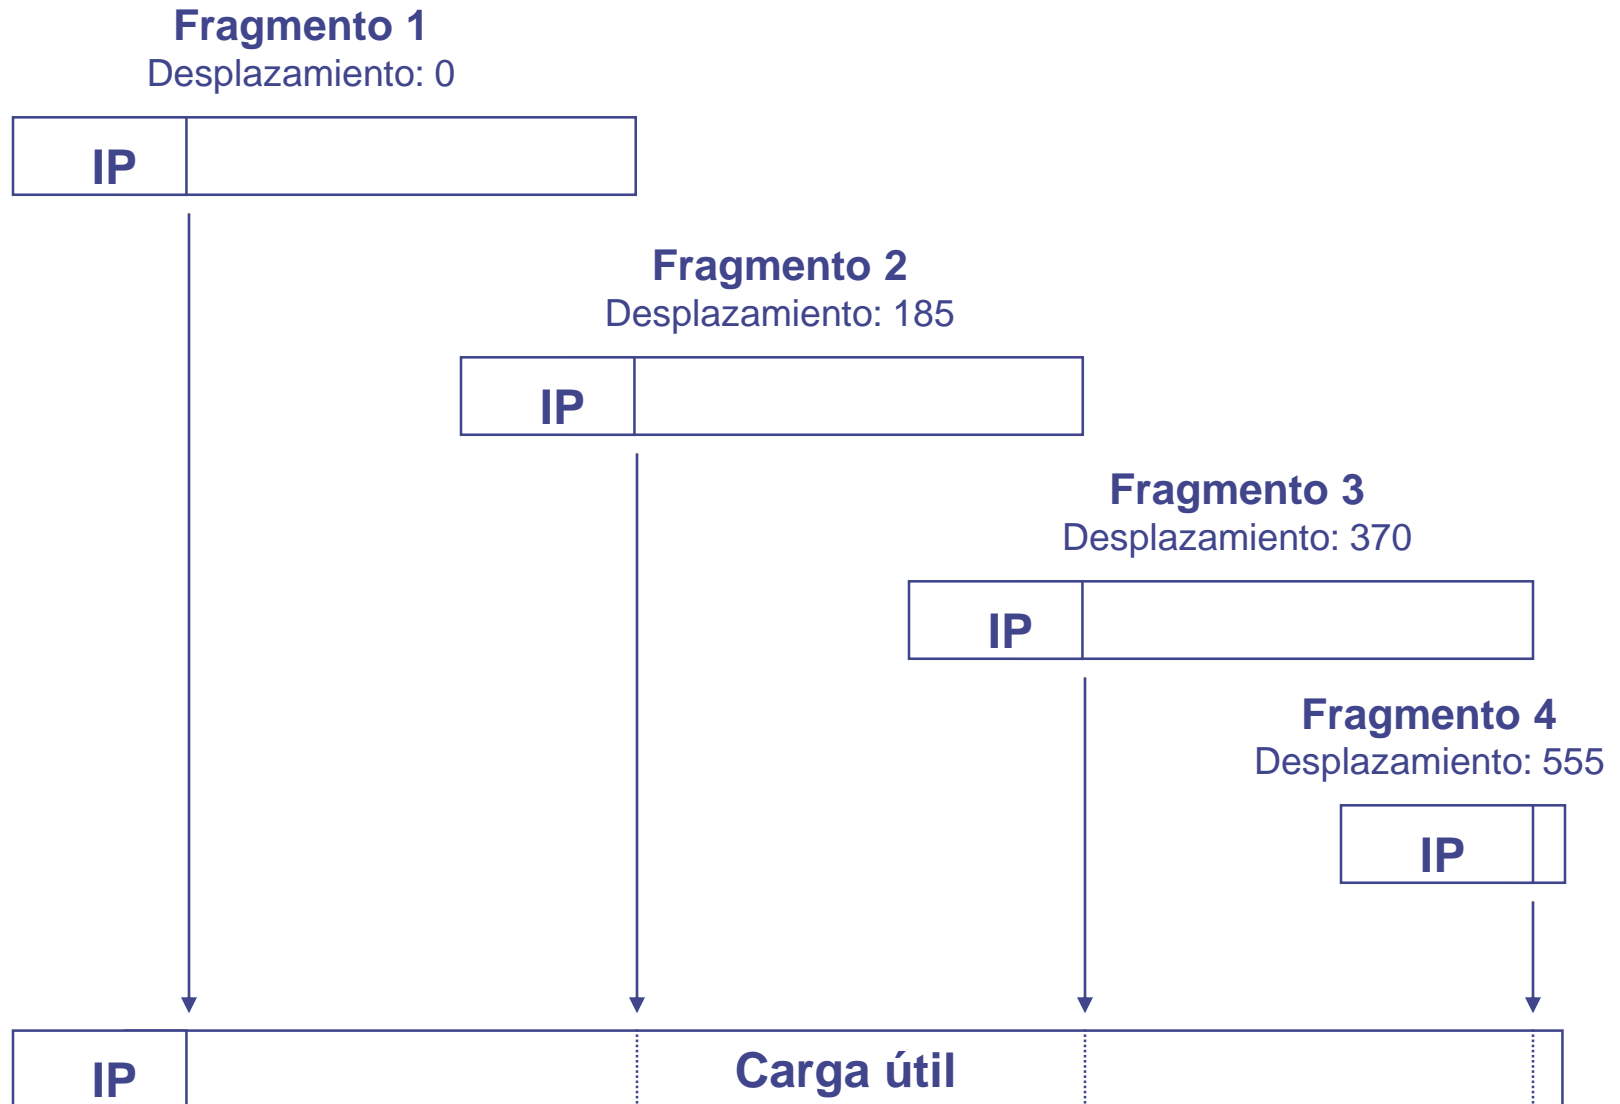 Fragmento 1
Desplazamiento: 0
IP
Fragmento 2
Desplazamiento: 185
IP
Fragmento 3
Desplazamiento: 370
IP
Fragmento 4
Desplazamiento: 555
IP
IP
Carga útil